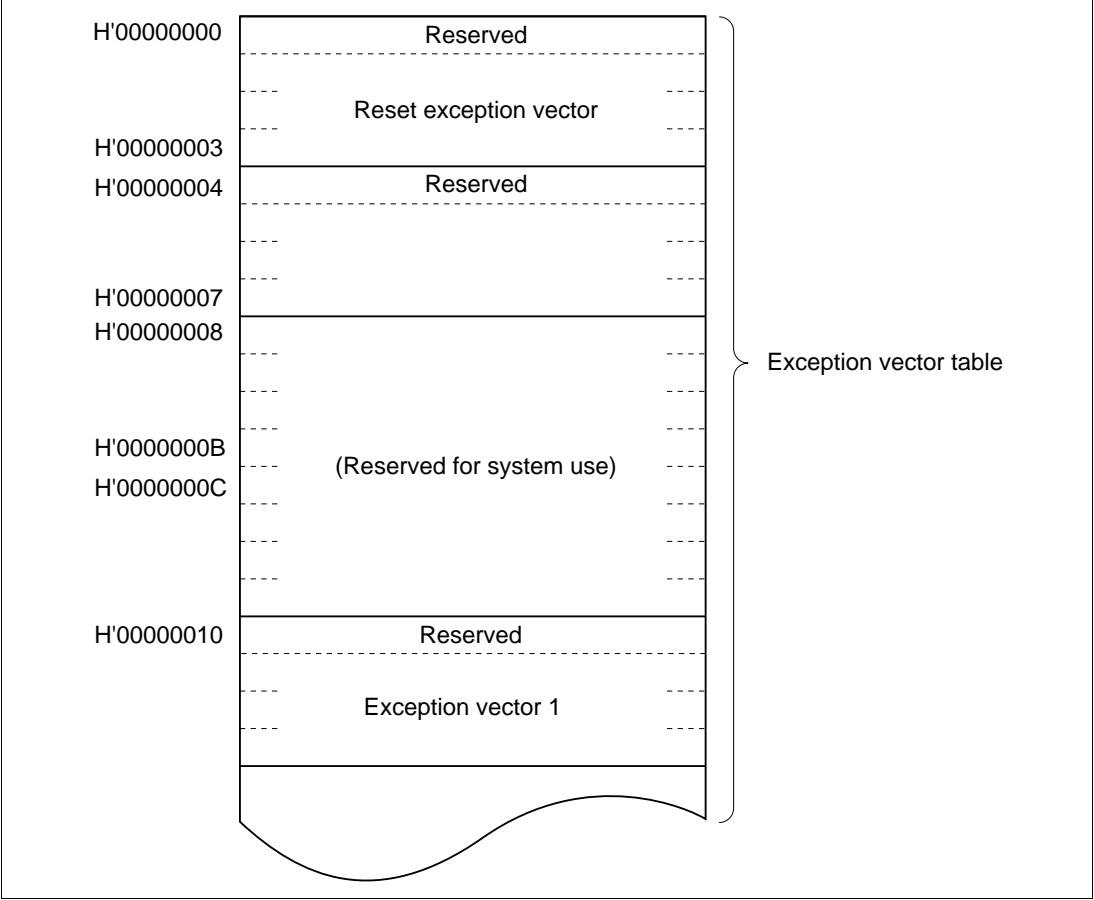 H'00000000 Reserved
Reset exception vector
H'00000003
H'00000004 Reserved
H'00000007
H'00000008
Exception vector table
H'0000000B
(Reserved for system use)
H'0000000C
H'00000010 Reserved
Exception vector 1